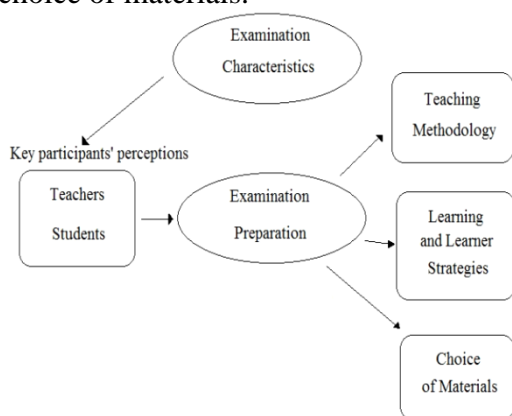 choice of materials.
Examination
Characteristics
Key participants' perceptions
Teachers
Students
Examination
Preparation
Teaching
Methodology
Learning
and Learner
Strategies
Choice
of Materials